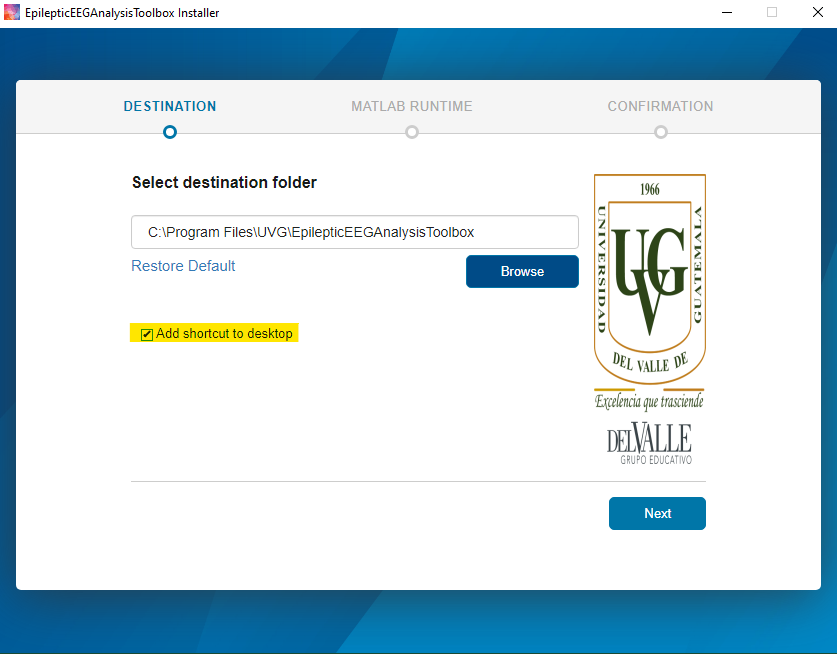 EpilepticEEGAnalysisToolbox Installer
DESTINATION
MATLAB RUNTIME
CONFIRMATION
Select destination folder
C:\Program Files\UVG\EpilepticEEGAnalysisToolbox
Restore Default
Browse
Add shortcut to desktop
1966
UNIVERSIDAD
UVG
GUATEMALA
DEL VALLE DE
Excelencia que trasciende
DELVALLE
GRUPO EDUCATIVO
Next